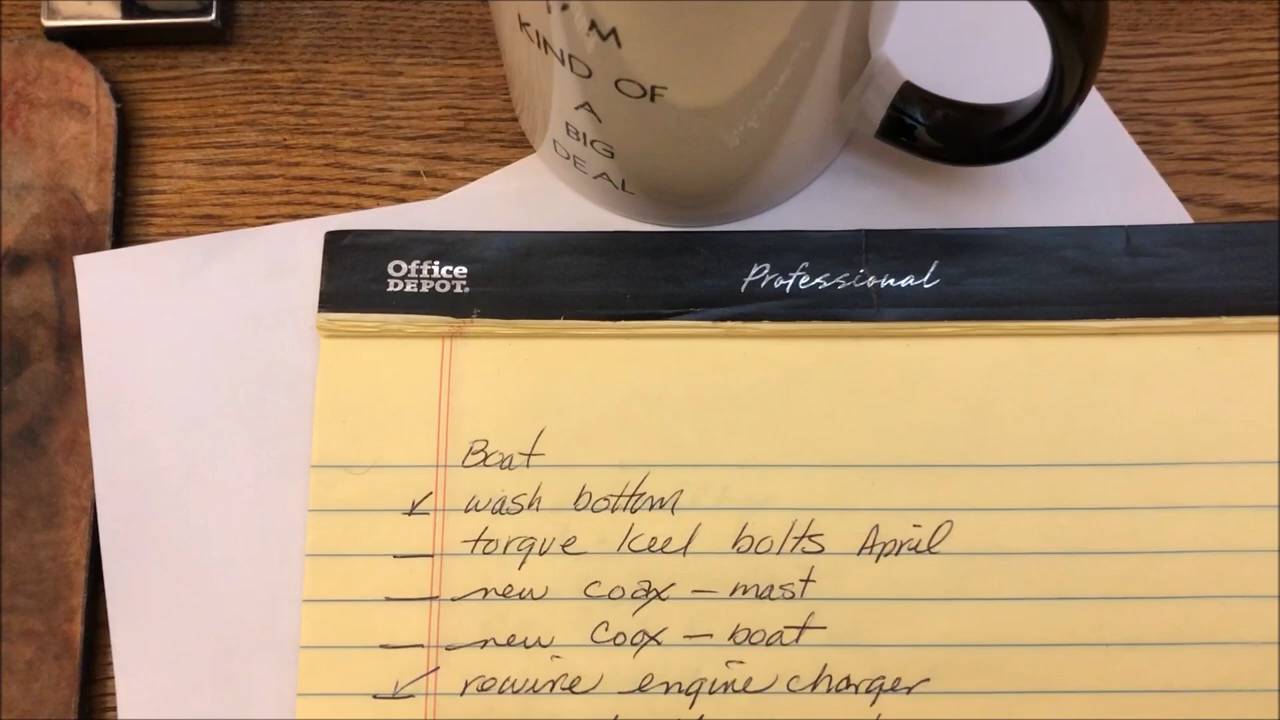 I'M
KIND OF
A
BIG
DEAL
Office
DEPOT.
Professional
Boat
wash bottom
torque keel bolts April
new coax - mast
new coax - boat
rewire engine charger